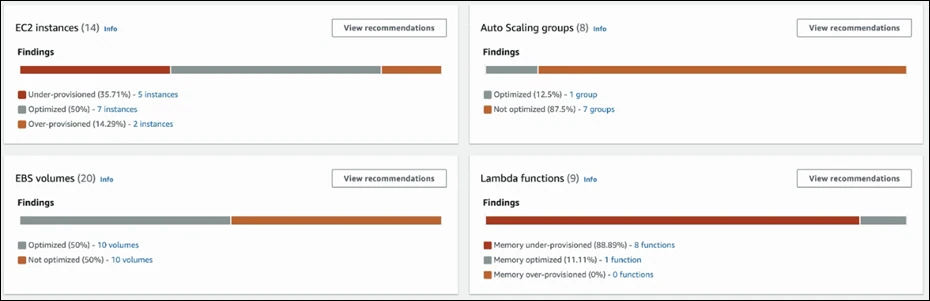 EC2 instances (14) Info
View recommendations
Findings
Under-provisioned (35.71%) - 5 instances
Optimized (50%) - 7 instances
Over-provisioned (14.29%) - 2 instances
Auto Scaling groups (8) Info
View recommendations
Findings
Optimized (12.5%) - 1 group
Not optimized (87.5%) - 7 groups
EBS volumes (20) Info
View recommendations
Findings
Optimized (50%) - 10 volumes
Not optimized (50%) - 10 volumes
Lambda functions (9) Info
View recommendations
Findings
Memory under-provisioned (88.89%) - 8 functions
Memory optimized (11.11%) - 1 function
Memory over-provisioned (0%) - 0 functions